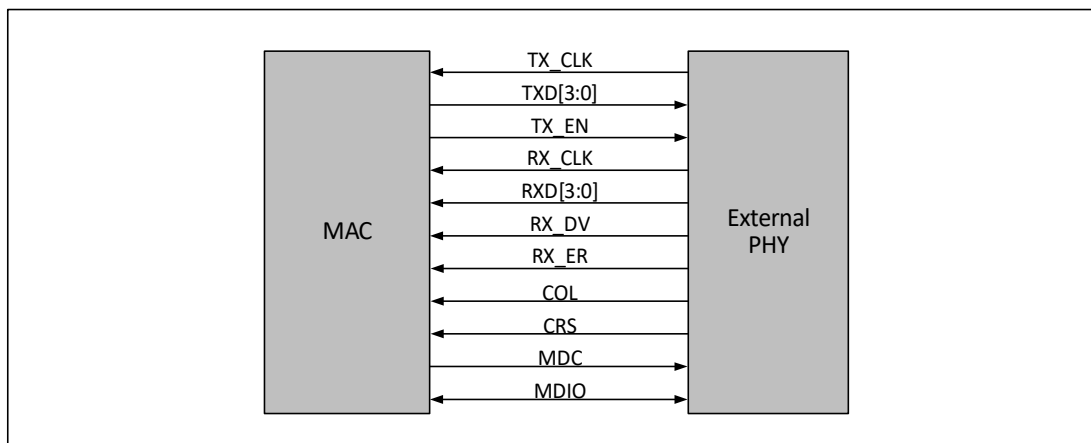 TX_CLK
TXD[3:0]
TX_EN
RX_CLK
RXD[3:0]
MAC
RX_DV
External
PHY
RX_ER
COL
CRS
MDC
MDIO